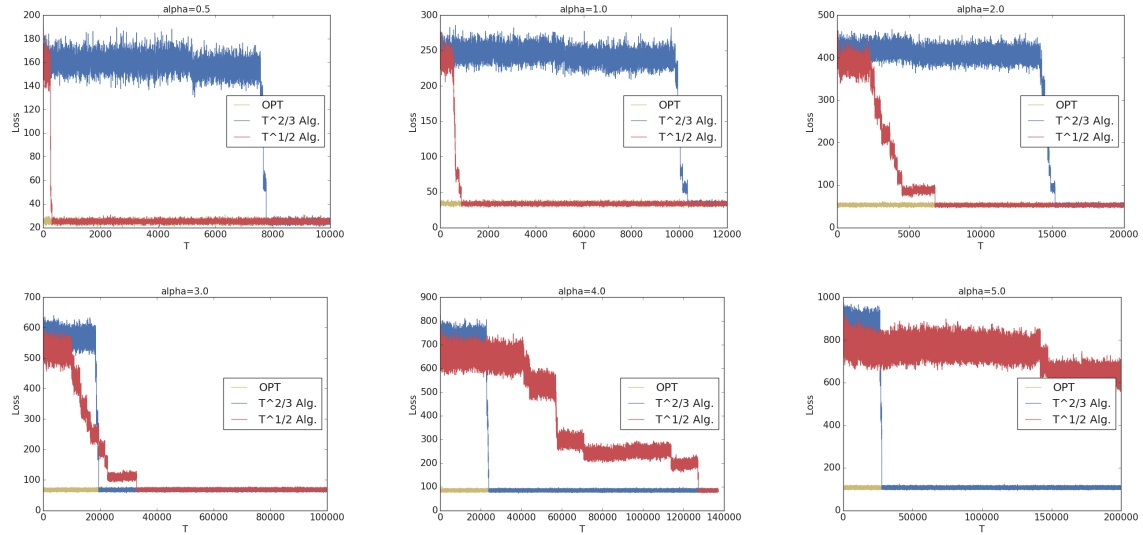 alpha=0.5
180
160
140
120
100
80
60
40
20
200
Loss
0
2000
4000
6000
8000
10000
T
OPT
T^2/3 Alg.
T^1/2 Alg.
alpha=1.0
300
250
200
150
100
50
0
Loss
0
2000
4000
6000
8000
10000
12000
T
OPT
T^2/3 Alg.
T^1/2 Alg.
alpha=2.0
500
400
300
200
100
0
Loss
0
5000
10000
15000
20000
T
OPT
T^2/3 Alg.
T^1/2 Alg.
alpha=3.0
700
600
500
400
300
200
100
0
Loss
0
20000
40000
60000
80000
100000
T
OPT
T^2/3 Alg.
T^1/2 Alg.
alpha=4.0
900
800
700
600
500
400
300
200
100
0
Loss
0
20000
40000
60000
80000
100000
120000
140000
T
OPT
T^2/3 Alg.
T^1/2 Alg.
alpha=5.0
1000
800
600
400
200
0
Loss
0
50000
100000
150000
200000
T
OPT
T^2/3 Alg.
T^1/2 Alg.